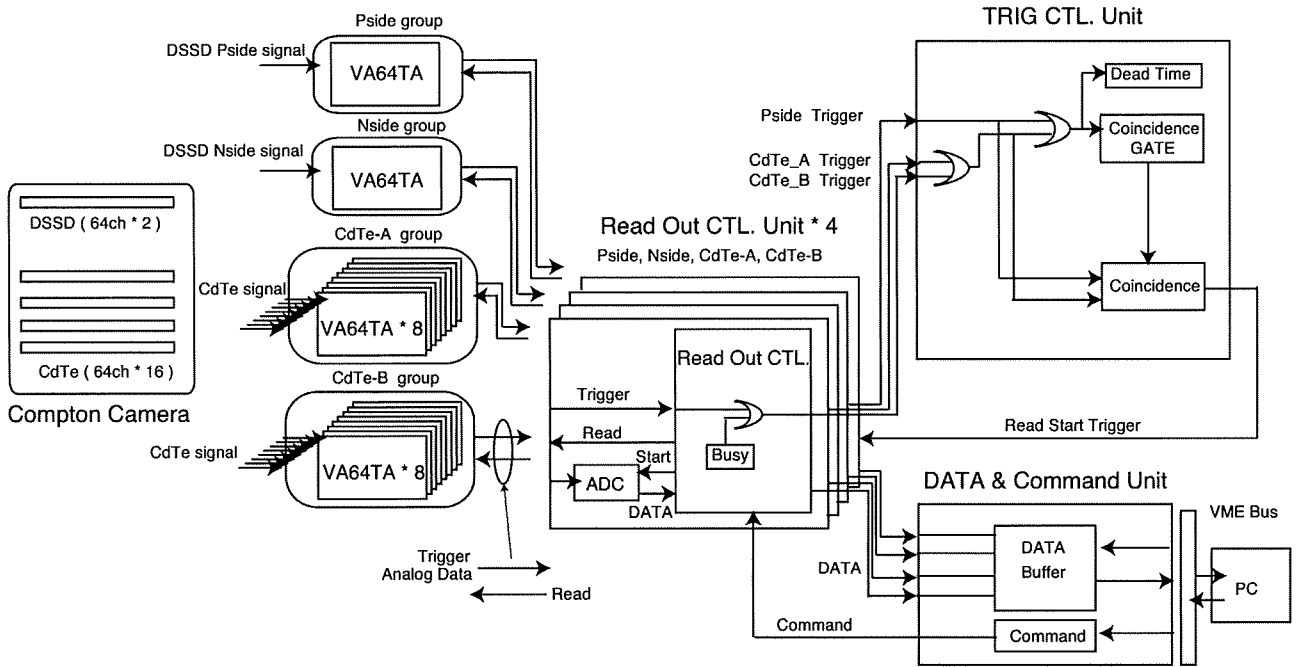 Pside group
DSSD Pside signal
VA64TA
Nside group
DSSD Nside signal
VA64TA
DSSD ( 64ch * 2 )
CdTe ( 64ch * 16 )
Compton Camera
CdTe-A group
CdTe signal
VA64TA * 8
CdTe-B group
CdTe signal
VA64TA * 8
Trigger
Analog Data
Read
Read Out CTL. Unit * 4
Pside, Nside, CdTe-A, CdTe-B
Read Out CTL.
Trigger
Read
Busy
Start
ADC
DATA
TRIG CTL. Unit
Dead Time
Pside Trigger
Coincidence
GATE
CdTe_A Trigger
CdTe_B Trigger
Coincidence
Read Start Trigger
DATA & Command Unit
VME Bus
DATA
Buffer
DATA
PC
Command
Command